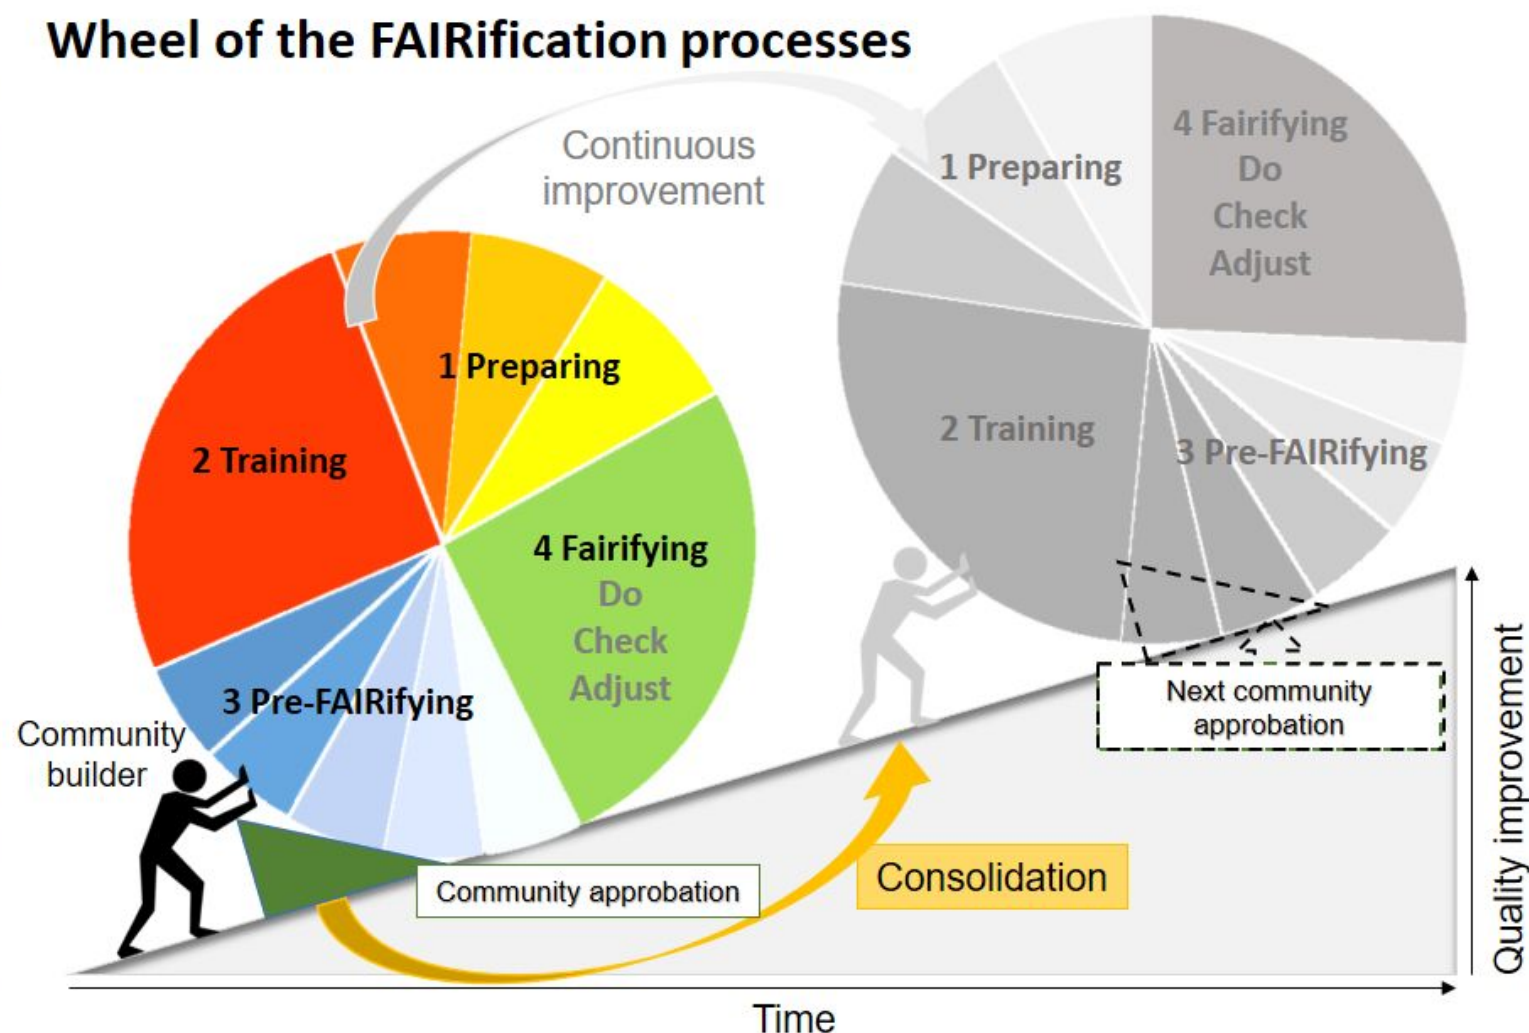 Wheel of the FAIRification processes
Continuous
improvement
1 Preparing
2 Training
4 Fairifying
Do
Check
Adjust
3 Pre-FAIRifying
Community
builder
Community approbation
1 Preparing
4 Fairifying
Do
Check
Adjust
2 Training
3 Pre-FAIRifying
Next community
approbation
Consolidation
Quality improvement
Time